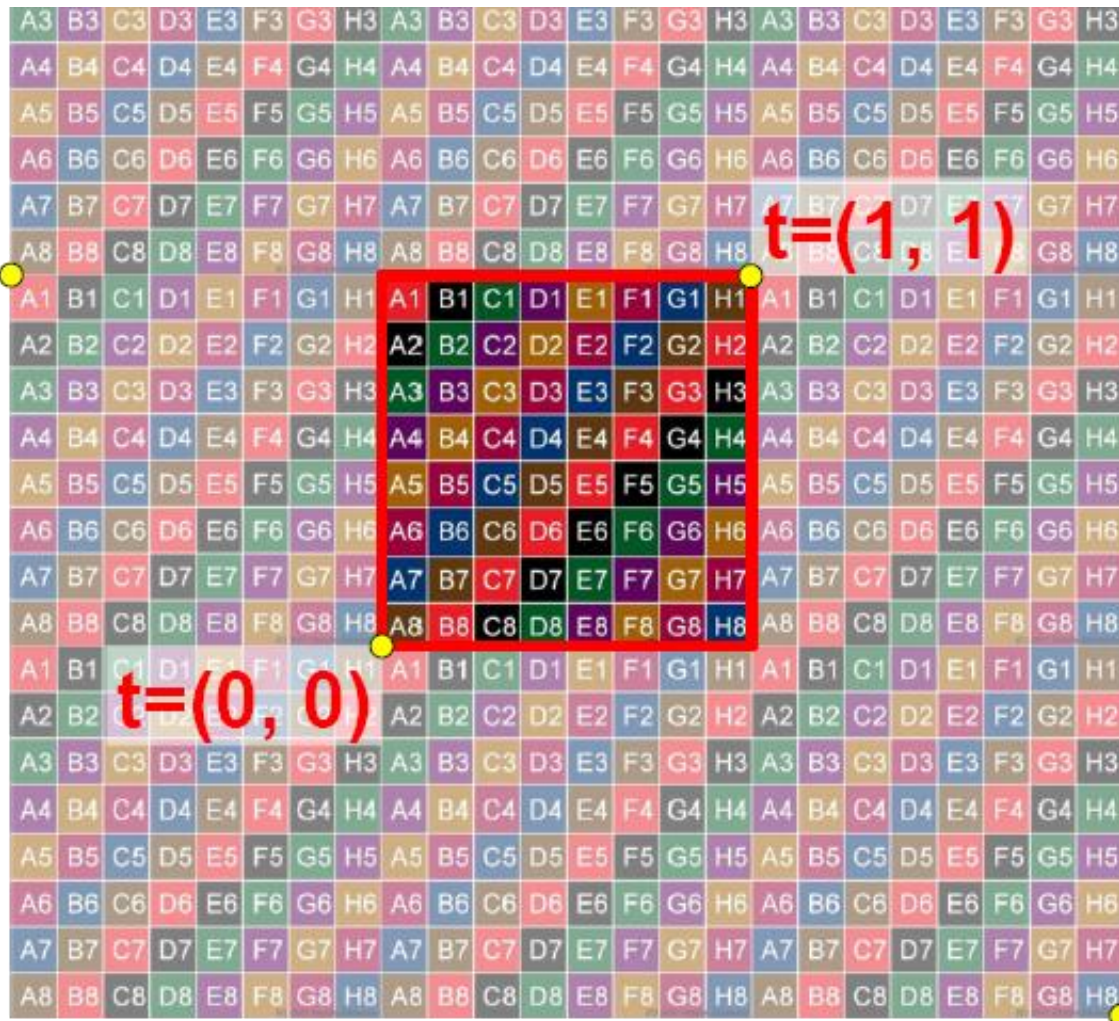 A3 B3 C3 D3 E3 F3 G3 H3 A3 B3 C3 D3 E3 F3 G3 H3 A3 B3 C3 D3 E3 F3 G3 H3
A4 B4 C4 D4 E4 F4 G4 H4 A4 B4 C4 D4 E4 F4 G4 H4 A4 B4 C4 D4 E4 F4 G4 H4
A5 B5 C5 D5 E5 F5 G5 H5 A5 B5 C5 D5 E5 F5 G5 H5 A5 B5 C5 D5 E5 F5 G5 H5
A6 B6 C6 D6 E6 F6 G6 H6 A6 B6 C6 D6 E6 F6 G6 H6 A6 B6 C6 D6 E6 F6 G6 H6
A7 B7 C7 D7 E7 F7 G7 H7 A7 B7 C7 D7 E7 F7 G7 H7 A7 B7 D7 G7 H7
t=(1, 1)
A8 B8 C8 D8 E8 F8 G8 H8 A8 B8 C8 D8 E8 F8 G8 H8 G8 H8
A1 B1 C1 D1 E1 F1 G1 H1 A1 B1 C1 D1 E1 F1 G1 H1 A1 B1 C1 D1 E1 F1 G1 H1
A2 B2 C2 D2 E2 F2 G2 H2 A2 B2 C2 D2 E2 F2 G2 H2 A2 B2 C2 D2 E2 F2 G2 H2
A3 B3 C3 D3 E3 F3 G3 H3 A3 B3 C3 D3 E3 F3 G3 H3 A3 B3 C3 D3 E3 F3 G3 H3
A4 B4 C4 D4 E4 F4 G4 H4 A4 B4 C4 D4 E4 F4 G4 H4 A4 B4 C4 D4 E4 F4 G4 H4
A5 B5 C5 D5 E5 F5 G5 H5 A5 B5 C5 D5 E5 F5 G5 H5 A5 B5 C5 D5 E5 F5 G5 H5
A6 B6 C6 D6 E6 F6 G6 H6 A6 B6 C6 D6 E6 F6 G6 H6 A6 B6 C6 D6 E6 F6 G6 H6
A7 B7 C7 D7 E7 F7 G7 H7 A7 B7 C7 D7 E7 F7 G7 H7 A7 B7 C7 D7 E7 F7 G7 H7
A8 B8 C8 D8 E8 F8 G8 H8 A8 B8 C8 D8 E8 F8 G8 H8 A8 B8 C8 D8 E8 F8 G8 H8
A1 B1 C1 D1 F1 G1 H1 A1 B1 C1 D1 E1 F1 G1 H1 A1 B1 C1 D1 E1 F1 G1 H1
t=(0, 0)
A2 B2 A2 B2 C2 D2 E2 F2 G2 H2 A2 B2 C2 D2 E2 F2 G2 H2
A3 B3 C3 D3 E3 F3 G3 H3 A3 B3 C3 D3 E3 F3 G3 H3 A3 B3 C3 D3 E3 F3 G3 H3
A4 B4 C4 D4 E4 F4 G4 H4 A4 B4 C4 D4 E4 F4 G4 H4 A4 B4 C4 D4 E4 F4 G4 H4
A5 B5 C5 D5 E5 F5 G5 H5 A5 B5 C5 D5 E5 F5 G5 H5 A5 B5 C5 D5 E5 F5 G5 H5
A6 B6 C6 D6 E6 F6 G6 H6 A6 B6 C6 D6 E6 F6 G6 H6 A6 B6 C6 D6 E6 F6 G6 H6
A7 B7 C7 D7 E7 F7 G7 H7 A7 B7 C7 D7 E7 F7 G7 H7 A7 B7 C7 D7 E7 F7 G7 H7
A8 B8 C8 D8 E8 F8 G8 H8 A8 B8 C8 D8 E8 F8 G8 H8 A8 B8 C8 D8 E8 F8 G8 H8